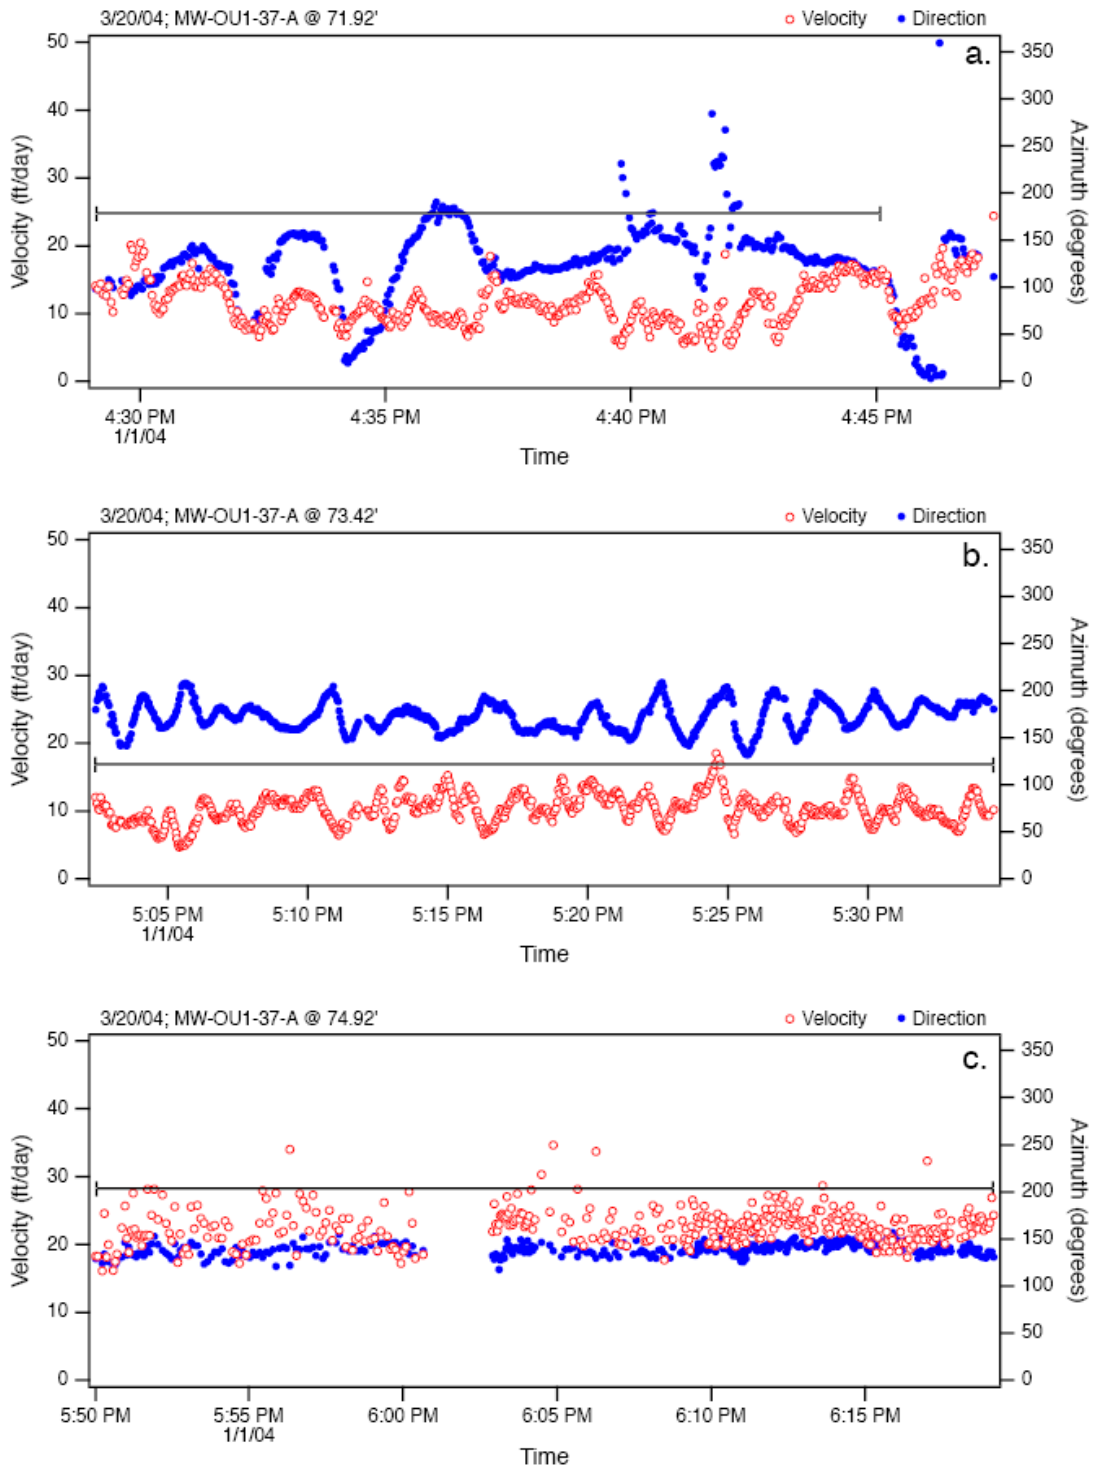 3/20/04; MW-OU1-37-A @ 71.92' Velocity Direction
a.
50 350
300
40
250
30
200
20 150
100
10
50
0 0
Velocity (ft/day)
Azimuth (degrees)
4:30 PM 4:35 PM 4:40 PM 4:45 PM
1/1/04
Time
3/20/04; MW-OU1-37-A @ 73.42' Velocity Direction
b.
50 350
300
40
250
30
200
20 150
100
10
50
0 0
Velocity (ft/day)
Azimuth (degrees)
5:05 PM 5:10 PM 5:15 PM 5:20 PM 5:25 PM 5:30 PM
1/1/04
Time
3/20/04; MW-OU1-37-A @ 74.92' Velocity Direction
c.
50 350
300
40
250
30
200
20 150
100
10
50
0 0
Velocity (ft/day)
Azimuth (degrees)
5:50 PM 5:55 PM 6:00 PM 6:05 PM 6:10 PM 6:15 PM
1/1/04
Time